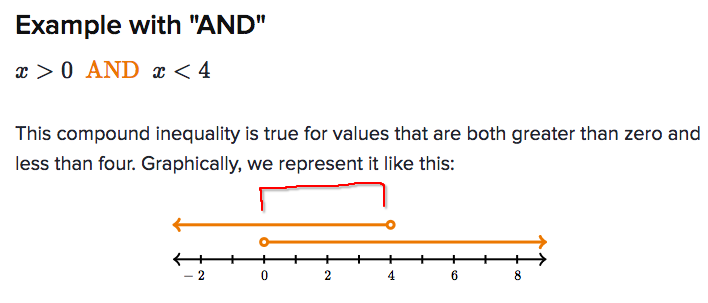 Example with "AND"
x > 0 AND x < 4
This compound inequality is true for values that are both greater than zero and
less than four. Graphically, we represent it like this:
− 2 0 2 4 6 8